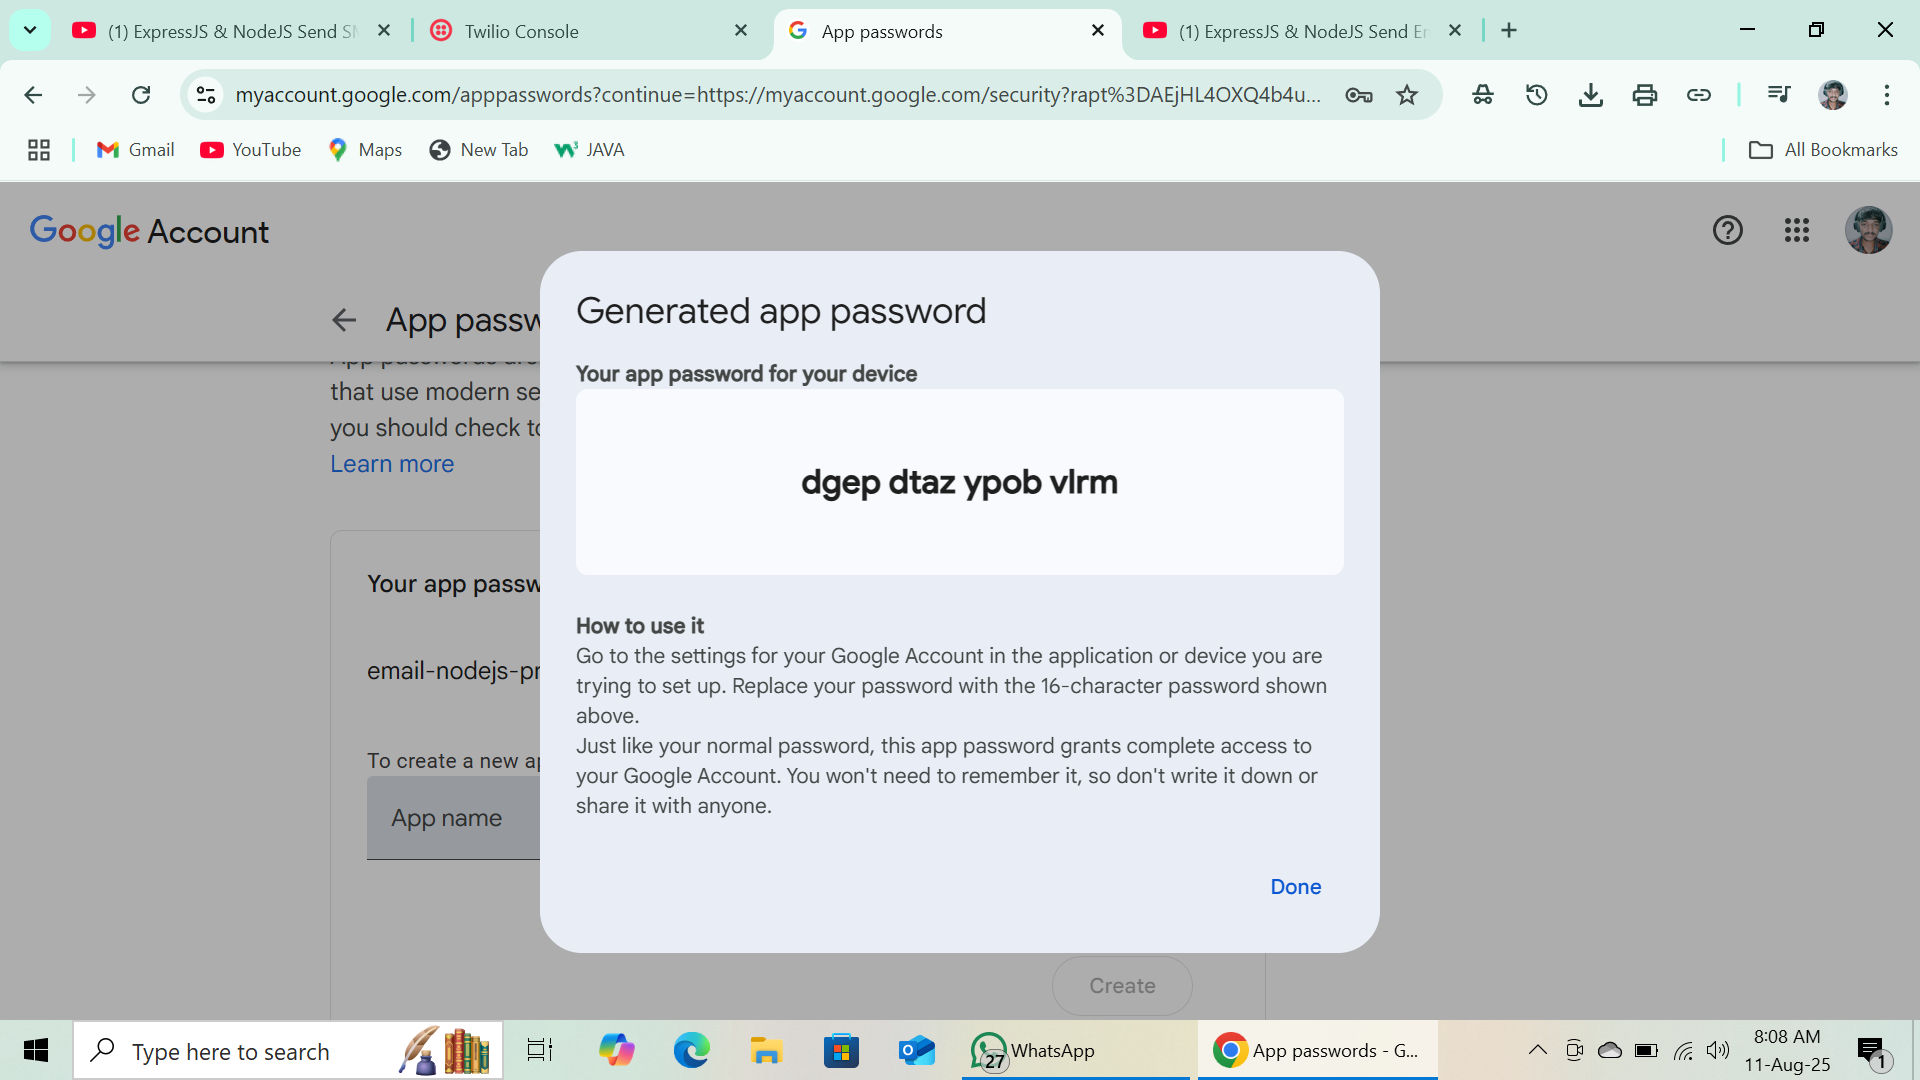 (1) ExpressJS & NodeJS Send SM
Twilio Console
App passwords
(1) ExpressJS & NodeJS Send Em
myaccount.google.com/apppasswords?continue=https://myaccount.google.com/security?rapt%3DAEjHL4OXQ4b4u...
Gmail
YouTube
Maps
New Tab
JAVA
All Bookmarks
Google Account
App passw
that use modern se
you should check to
Learn more
Your app passw
email-nodejs-pr
To create a new ap
App name
Create
Generated app password
Your app password for your device
dgep dtaz ypob vlrm
How to use it
Go to the settings for your Google Account in the application or device you are
trying to set up. Replace your password with the 16-character password shown
above.
Just like your normal password, this app password grants complete access to
your Google Account. You won't need to remember it, so don't write it down or
share it with anyone.
Done
Type here to search
27
WhatsApp
App passwords - G...
8:08 AM
11-Aug-25
1